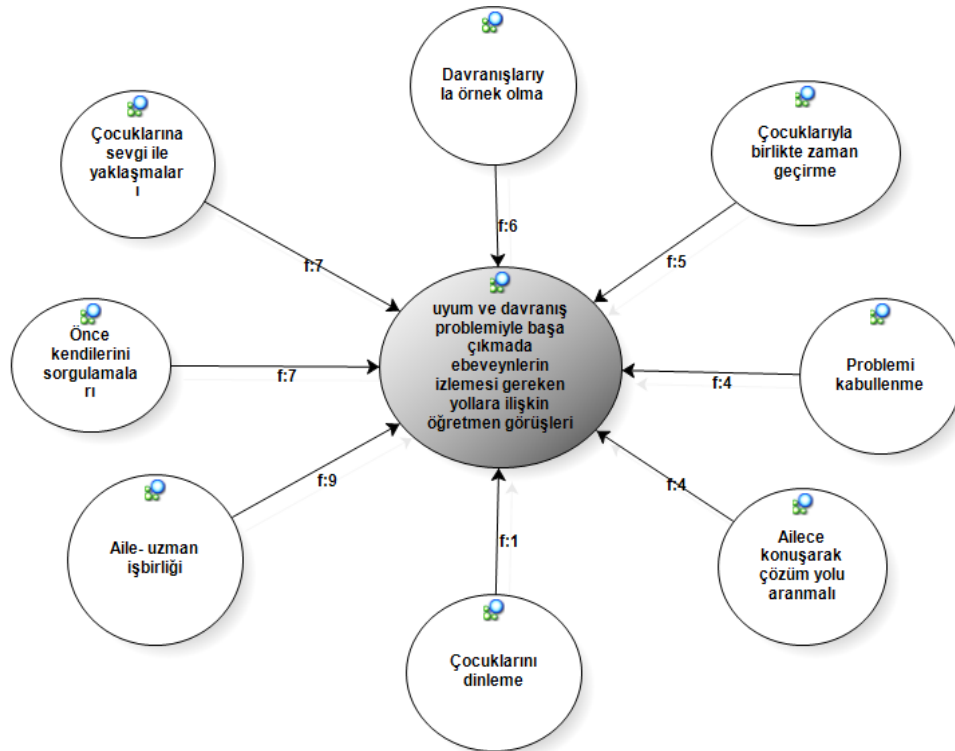 Davranışlarıy
la örnek olma
Çocuklarına
sevgi ile
yaklaşmalar
ı
Çocuklarıyla
birlikte zaman
geçirme
f:6
f:7
f:5
uyum ve davranış
problemiyle başa
çıkmada
ebeveynlerin
izlemesi gereken
yollara ilişkin
öğretmen görüşleri
Önce
kendilerini
sorgulamala
rı
f:7
f:4
Problemi
kabullenme
f:9
f:4
Aile- uzman
işbirliği
f:1
Ailece
konuşarak
çözüm yolu
aranmalı
Çocuklarını
dinleme